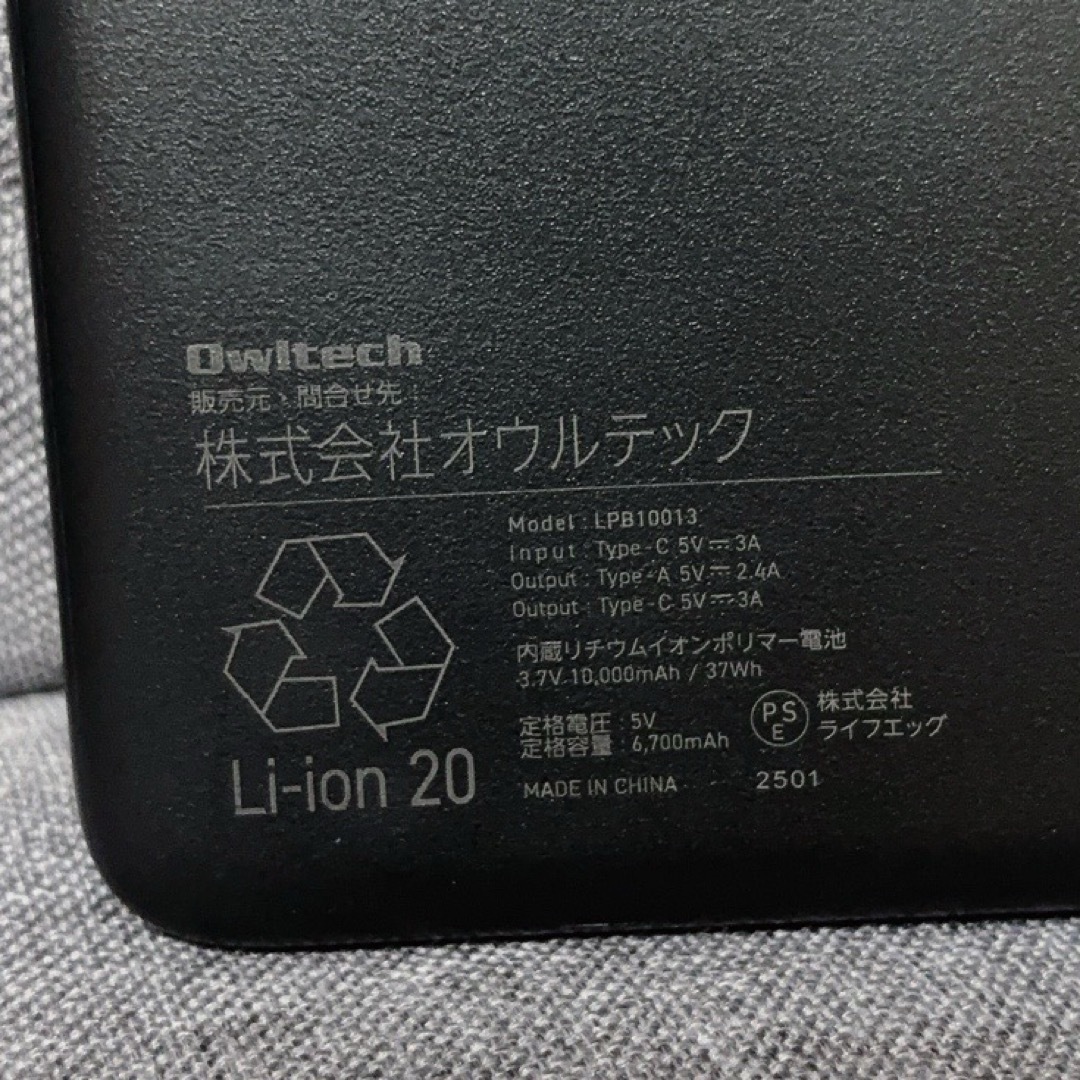 Owltech
販売元・問合せ先：
株式会社オウルテック
Model : LPB10013
Input : Type-C 5V⎓3A
Output : Type-A 5V⎓2.4A
Output : Type-C 5V⎓3A
内蔵リチウムイオンポリマー電池
3.7V 10,000mAh / 37Wh
定格電圧：5V
定格容量：6,700mAh
PSE
株式会社
ライフエッグ
MADE IN CHINA 2501
Li-ion 20